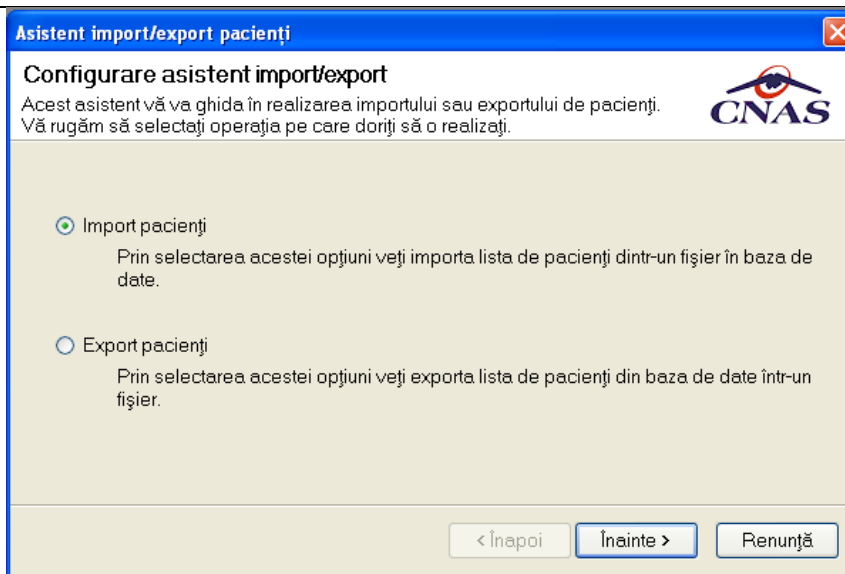 Asistent import/export pacienți
Configurare asistent import/export
Acest asistent vă va ghida în realizarea importului sau exportului de pacienți.
Vă rugăm să selectați operația pe care doriți să o realizați.
CNAS
Import pacienți
Prin selectarea acestei opțiuni veți importa lista de pacienți dintr-un fișier în baza de
date.
Export pacienți
Prin selectarea acestei opțiuni veți exporta lista de pacienți din baza de date într-un
fișier.
< Înapoi
Înainte >
Renunță